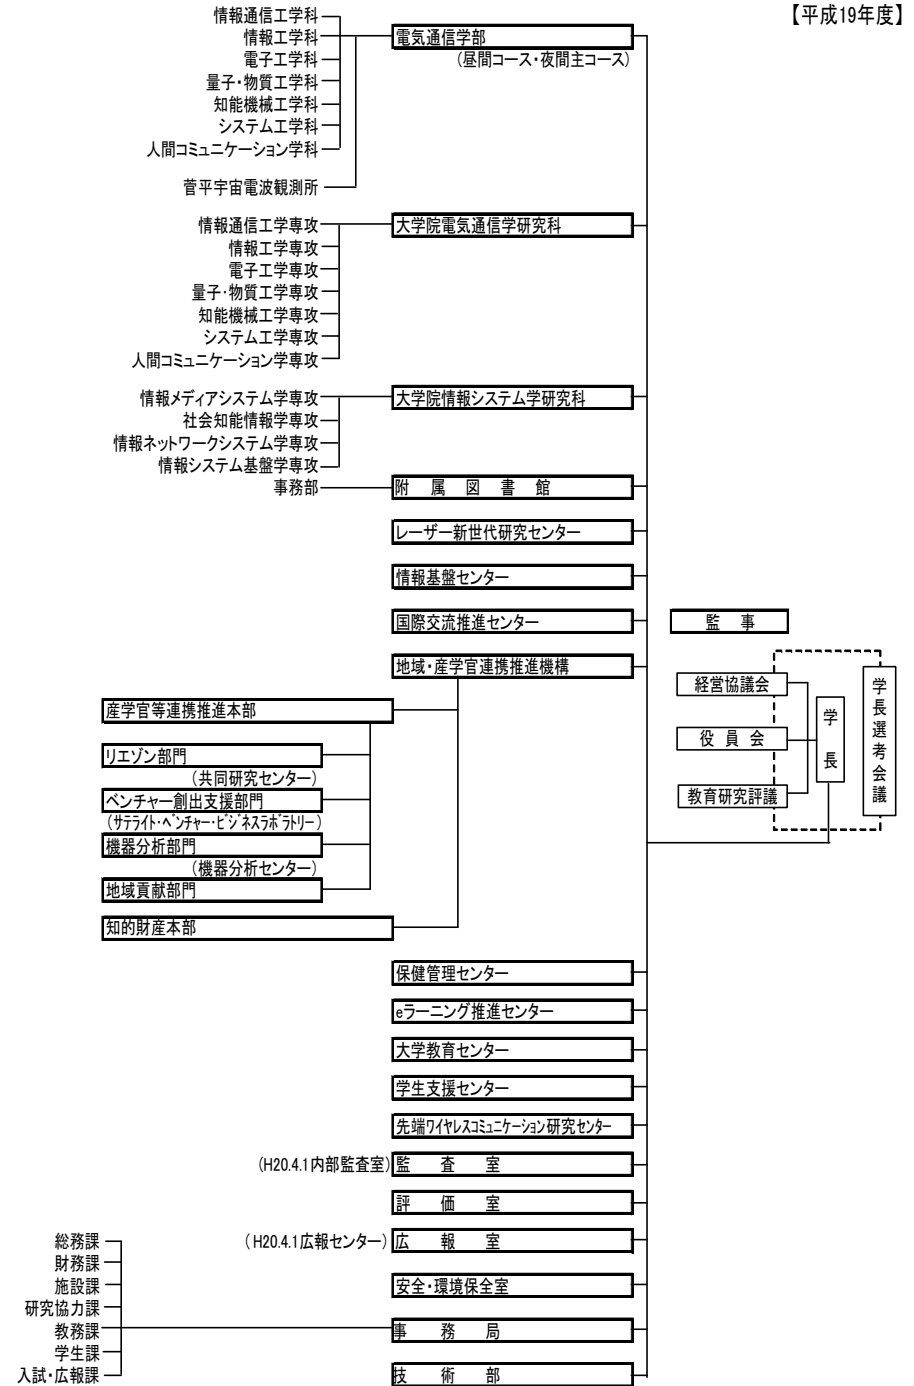 【平成19年度】
情報通信工学科
情報工学科
電気通信学部
電子工学科
(昼間コース・夜間主コース)
量子・物質工学科
知能機械工学科
システム工学科
人間コミュニケーション学科
菅平宇宙電波観測所
情報通信工学専攻
大学院電気通信学研究科
情報工学専攻
電子工学専攻
量子・物質工学専攻
知能機械工学専攻
システム工学専攻
人間コミュニケーション学専攻
情報メディアシステム学専攻
大学院情報システム学研究科
社会知能情報学専攻
情報ネットワークシステム学専攻
情報システム基盤学専攻
事務部
附属図書館
レーザー新世代研究センター
情報基盤センター
国際交流推進センター
監事
地域・産学官連携推進機構
経営協議会
学長選考会議
産学官等連携推進本部
学長
役員会
リエゾン部門
(共同研究センター)
教育研究評議
ベンチャー創出支援部門
(サテライト・ベンチャー・ビジネスラボラトリー)
機器分析部門
(機器分析センター)
地域貢献部門
知的財産本部
保健管理センター
eラーニング推進センター
大学教育センター
学生支援センター
先端ワイヤレスコミュニケーション研究センター
(H20.4.1内部監査室)
監査室
評価室
(H20.4.1広報センター)
広報室
総務課
財務課
施設課
安全・環境保全室
研究協力課
教務課
事務局
学生課
入試・広報課
技術部